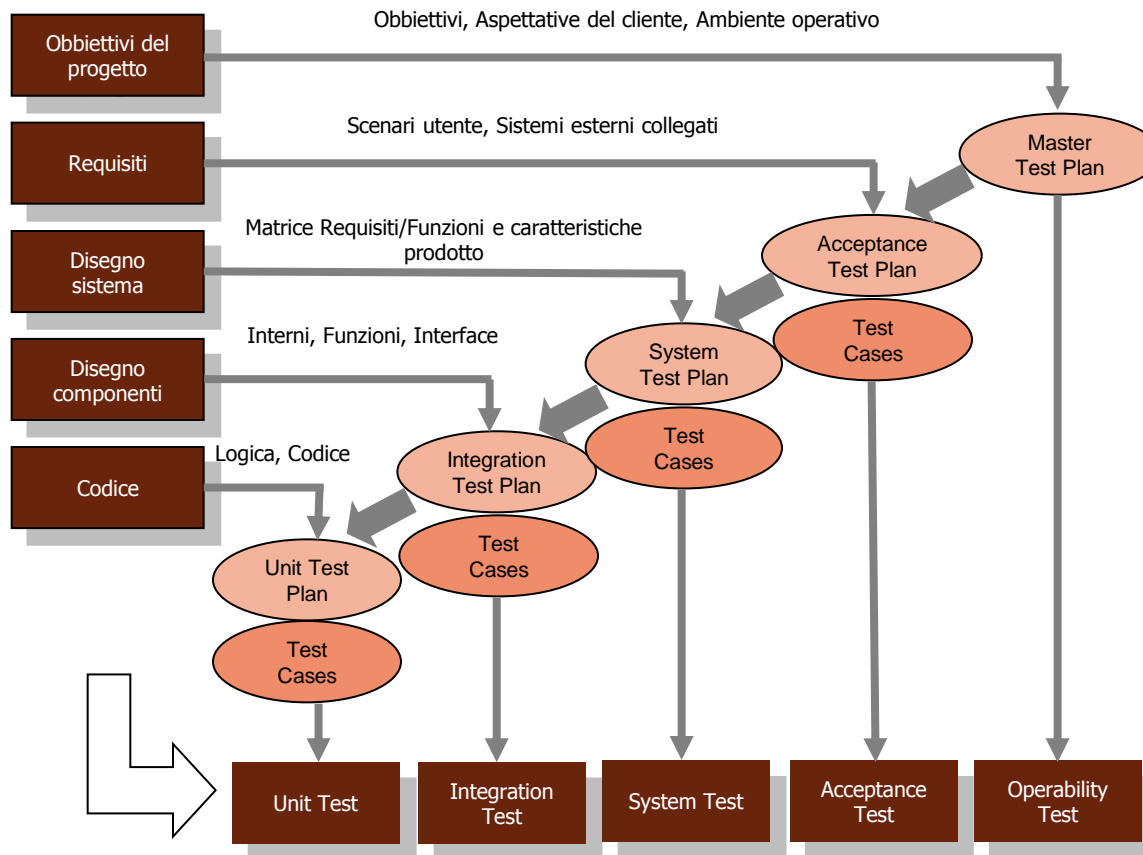 Obbiettivi, Aspettative del cliente, Ambiente operativo
Obbiettivi del
progetto
Scenari utente, Sistemi esterni collegati
Requisiti
Master
Test Plan
Matrice Requisiti/Funzioni e caratteristiche
prodotto
Acceptance
Test Plan
Disegno
sistema
Test
Cases
Interni, Funzioni, Interface
System
Test Plan
Disegno
componenti
Test
Cases
Logica, Codice
Integration
Test Plan
Codice
Test
Cases
Unit Test
Plan
Test
Cases
Unit Test
Integration
Test
System Test
Acceptance
Test
Operability
Test